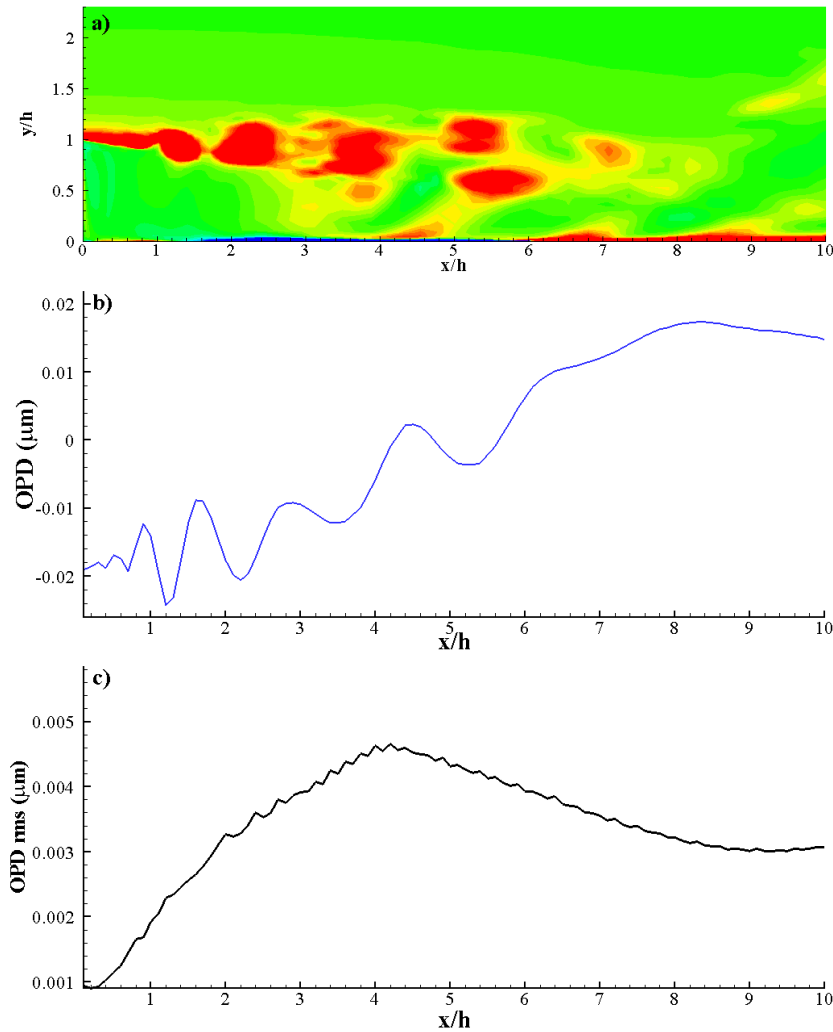 a)
2
1.5
y/h
1
0.5
0
0 1 2 3 4 5 6 7 8 9 10
x/h
b)
0.02
0.01
OPD (μm)
0
-0.01
-0.02
1 2 3 4 5 6 7 8 9 10
x/h
c)
0.005
0.004
OPD rms (μm)
0.003
0.002
0.001
1 2 3 4 5 6 7 8 9 10
x/h